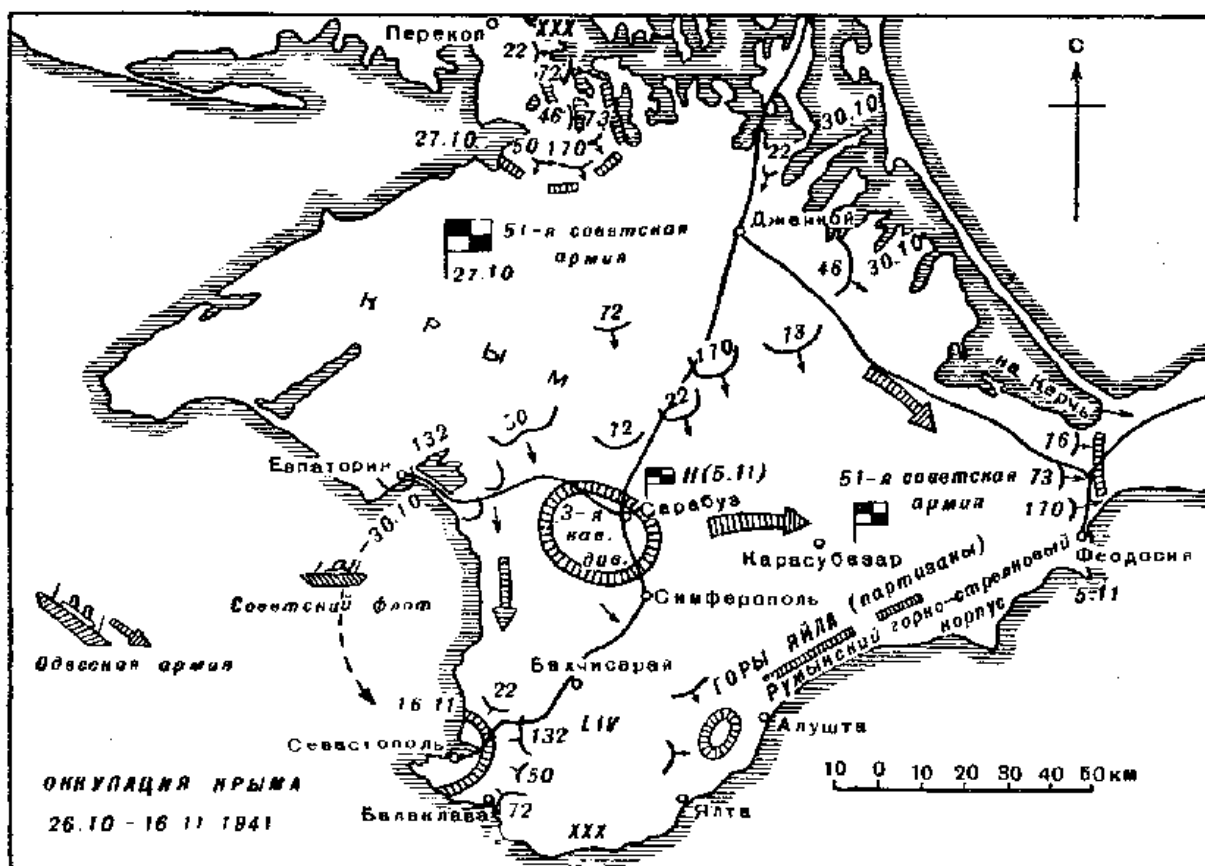 Перекоп
XXX
22
72
46 73
27.10
50 170
С
30.10
22
Джанкой
51-я советская
армия
27.10
К Р Ы М
46
30.10
72
170
13
на Керчь
22
50
72
132
Евпатория
Н(5.11)
Сарабуз
3-я
кав.
див.
51-я советская
армия
16
73
170
Карасубазар
Феодосия
5.11
30.10
Советский флот
Одесская армия
Симферополь
ГОРЫ ЯЙЛА (партизаны)
Румынский горно-стрелковый
корпус
Бахчисарай
16 11
22
LIV
Алушта
132
Севастополь
50
Балаклава
72
XXX
Ялта
10 0 10 20 30 40 50 км
ОККУПАЦИЯ КРЫМА
26.10 - 16 11 1941